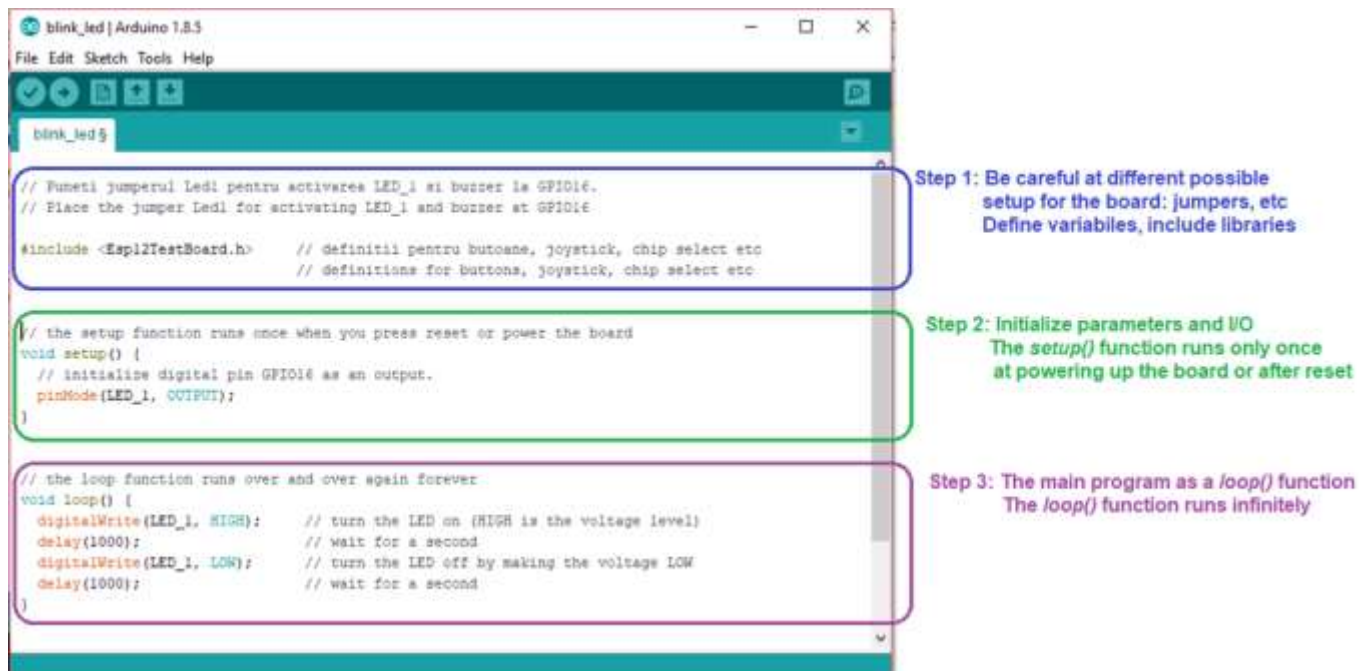 blink_led | Arduino 1.8.5
File Edit Sketch Tools Help
blink_led §
// Puneti jumperul Led1 pentru activarea LED_1 si buzzer la GPIO16.
// Place the jumper Led1 for activating LED_1 and buzzer at GPIO16
#include <Esp12TestBoard.h> // definitii pentru butoane, joystick, chip select etc
// definitions for buttons, joystick, chip select etc
Step 1: Be careful at different possible
setup for the board: jumpers, etc
Define variabiles, include libraries
// the setup function runs once when you press reset or power the board
void setup() {
// initialize digital pin GPIO16 as an output.
pinMode(LED_1, OUTPUT);
}
Step 2: Initialize parameters and I/O
The setup() function runs only once
at powering up the board or after reset
// the loop function runs over and over again forever
void loop() {
digitalWrite(LED_1, HIGH); // turn the LED on (HIGH is the voltage level)
delay(1000); // wait for a second
digitalWrite(LED_1, LOW); // turn the LED off by making the voltage LOW
delay(1000); // wait for a second
}
Step 3: The main program as a loop() function
The loop() function runs infinitely